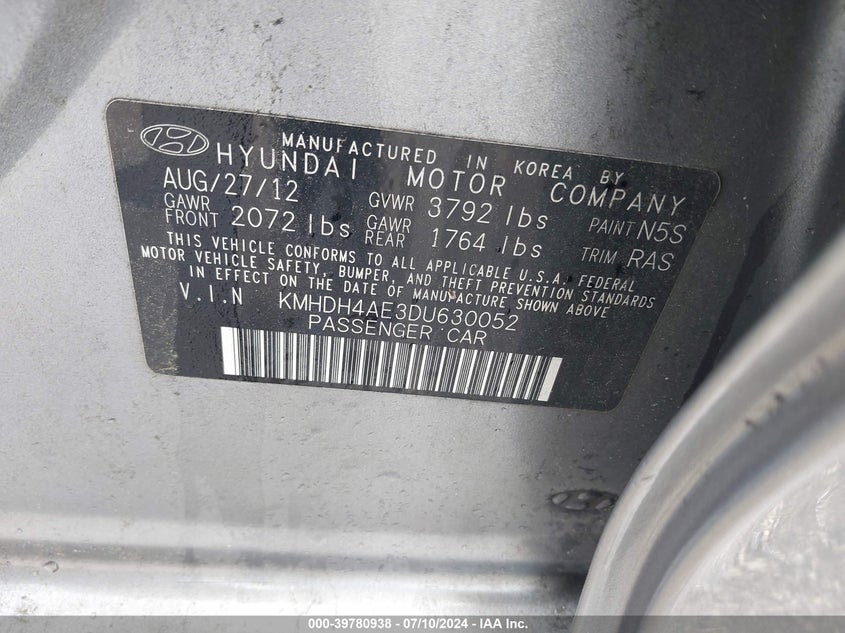 MANUFACTURED IN KOREA BY
HYUNDAI MOTOR COMPANY
AUG/27/12 GVWR 3792 lbs PAINT N5S
GAWR FRONT 2072 lbs GAWR REAR 1764 lbs TRIM RAS
THIS VEHICLE CONFORMS TO ALL APPLICABLE U.S.A. FEDERAL
MOTOR VEHICLE SAFETY, BUMPER, AND THEFT PREVENTION STANDARDS
IN EFFECT ON THE DATE OF MANUFACTURE SHOWN ABOVE
V.I.N KMHDH4AE3DU630052
PASSENGER CAR
000-39780938 - 07/10/2024 - IAA Inc.